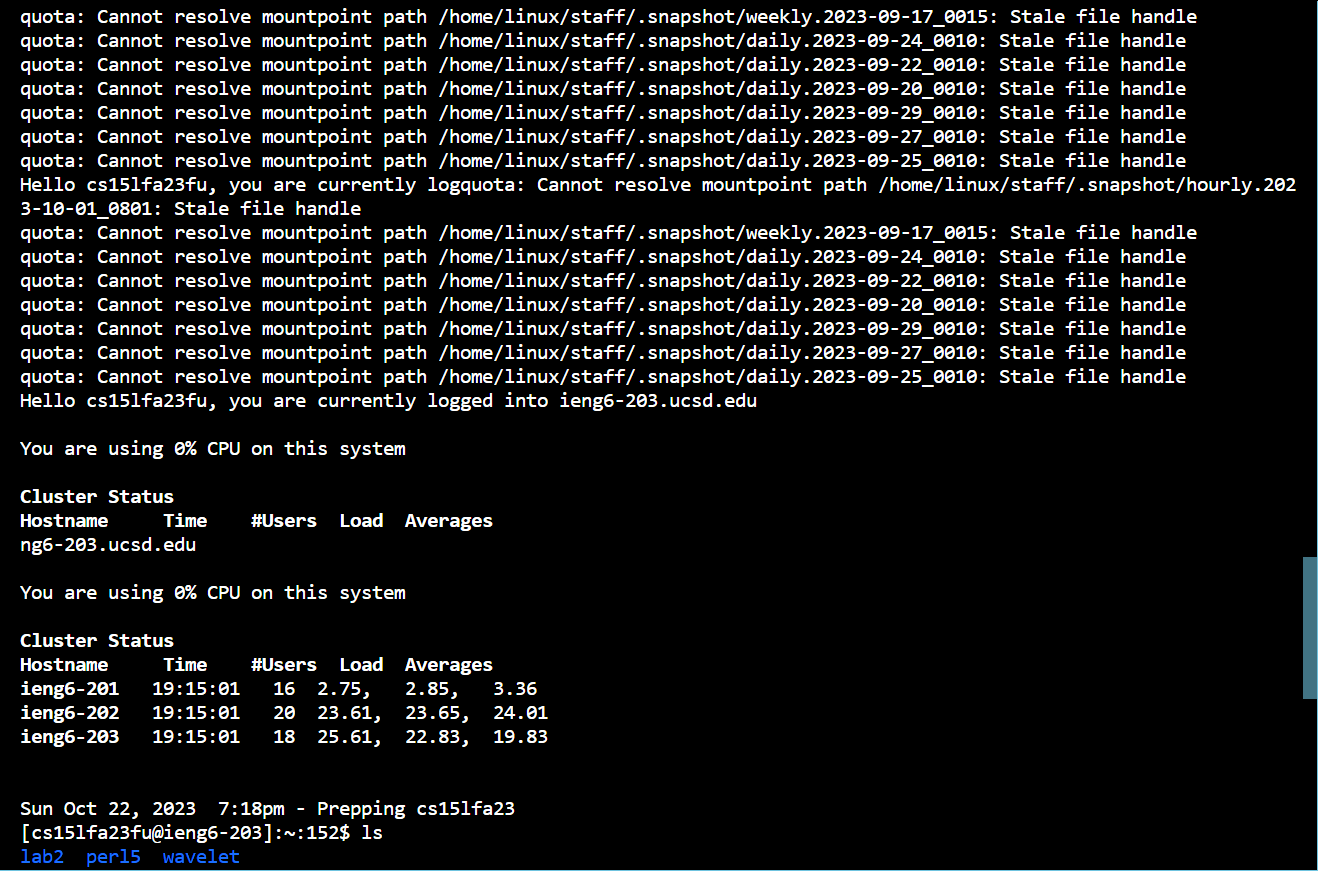 quota: Cannot resolve mountpoint path /home/linux/staff/.snapshot/weekly.2023-09-17_0015: Stale file handle
quota: Cannot resolve mountpoint path /home/linux/staff/.snapshot/daily.2023-09-24_0010: Stale file handle
quota: Cannot resolve mountpoint path /home/linux/staff/.snapshot/daily.2023-09-22_0010: Stale file handle
quota: Cannot resolve mountpoint path /home/linux/staff/.snapshot/daily.2023-09-20_0010: Stale file handle
quota: Cannot resolve mountpoint path /home/linux/staff/.snapshot/daily.2023-09-29_0010: Stale file handle
quota: Cannot resolve mountpoint path /home/linux/staff/.snapshot/daily.2023-09-27_0010: Stale file handle
quota: Cannot resolve mountpoint path /home/linux/staff/.snapshot/daily.2023-09-25_0010: Stale file handle
Hello cs15lfa23fu, you are currently logquota: Cannot resolve mountpoint path /home/linux/staff/.snapshot/hourly.202
3-10-01_0801: Stale file handle
quota: Cannot resolve mountpoint path /home/linux/staff/.snapshot/weekly.2023-09-17_0015: Stale file handle
quota: Cannot resolve mountpoint path /home/linux/staff/.snapshot/daily.2023-09-24_0010: Stale file handle
quota: Cannot resolve mountpoint path /home/linux/staff/.snapshot/daily.2023-09-22_0010: Stale file handle
quota: Cannot resolve mountpoint path /home/linux/staff/.snapshot/daily.2023-09-20_0010: Stale file handle
quota: Cannot resolve mountpoint path /home/linux/staff/.snapshot/daily.2023-09-29_0010: Stale file handle
quota: Cannot resolve mountpoint path /home/linux/staff/.snapshot/daily.2023-09-27_0010: Stale file handle
quota: Cannot resolve mountpoint path /home/linux/staff/.snapshot/daily.2023-09-25_0010: Stale file handle
Hello cs15lfa23fu, you are currently logged into ieng6-203.ucsd.edu
You are using 0% CPU on this system
Cluster Status
Hostname     Time    #Users  Load  Averages
ng6-203.ucsd.edu
You are using 0% CPU on this system
Cluster Status
Hostname     Time    #Users  Load  Averages
ieng6-201   19:15:01   16  2.75,   2.85,   3.36
ieng6-202   19:15:01   20  23.61,  23.65,  24.01
ieng6-203   19:15:01   18  25.61,  22.83,  19.83
Sun Oct 22, 2023  7:18pm - Prepping cs15lfa23
[cs15lfa23fu@ieng6-203]:~:152$ ls
lab2  perl5  wavelet